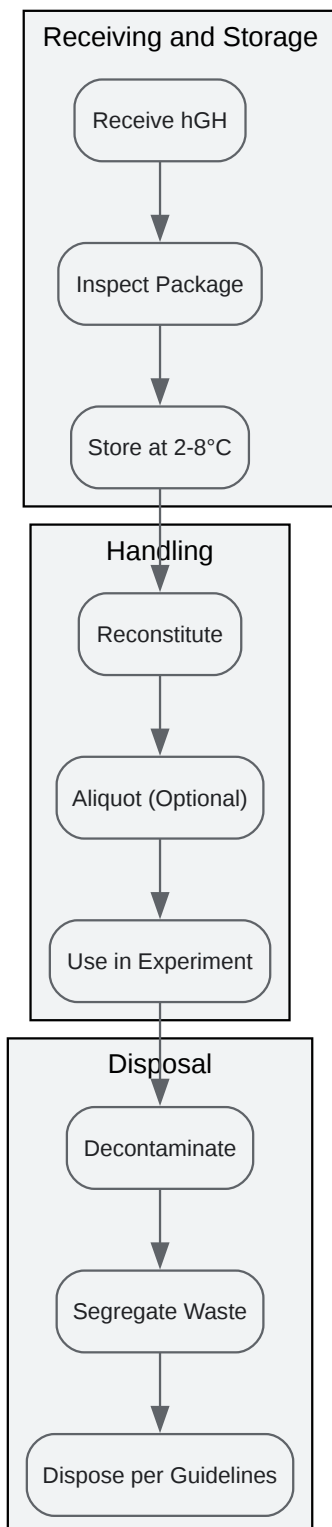 Receiving and Storage
Receive hGH
Inspect Package
Store at 2-8°C
Handling
Reconstitute
Aliquot (Optional)
Use in Experiment
Disposal
Decontaminate
Segregate Waste
Dispose per Guidelines